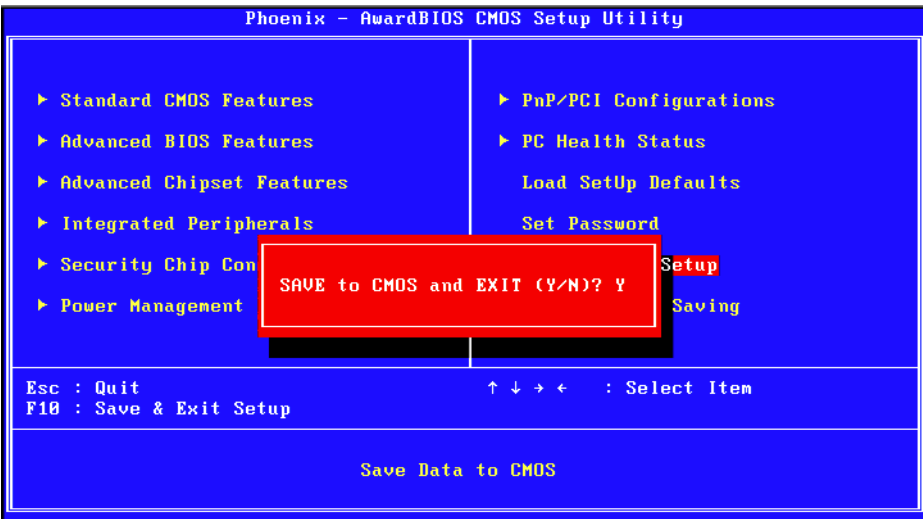 Phoenix - AwardBIOS CMOS Setup Utility
▶ Standard CMOS Features
▶ Advanced BIOS Features
▶ Advanced Chipset Features
▶ Integrated Peripherals
▶ Security Chip Con
▶ Power Management
▶ PnP/PCI Configurations
▶ PC Health Status
Load SetUp Defaults
Set Password
Setup
Saving
SAVE to CMOS and EXIT (Y/N)? Y
Esc : Quit
F10 : Save & Exit Setup
↑ ↓ → ← : Select Item
Save Data to CMOS